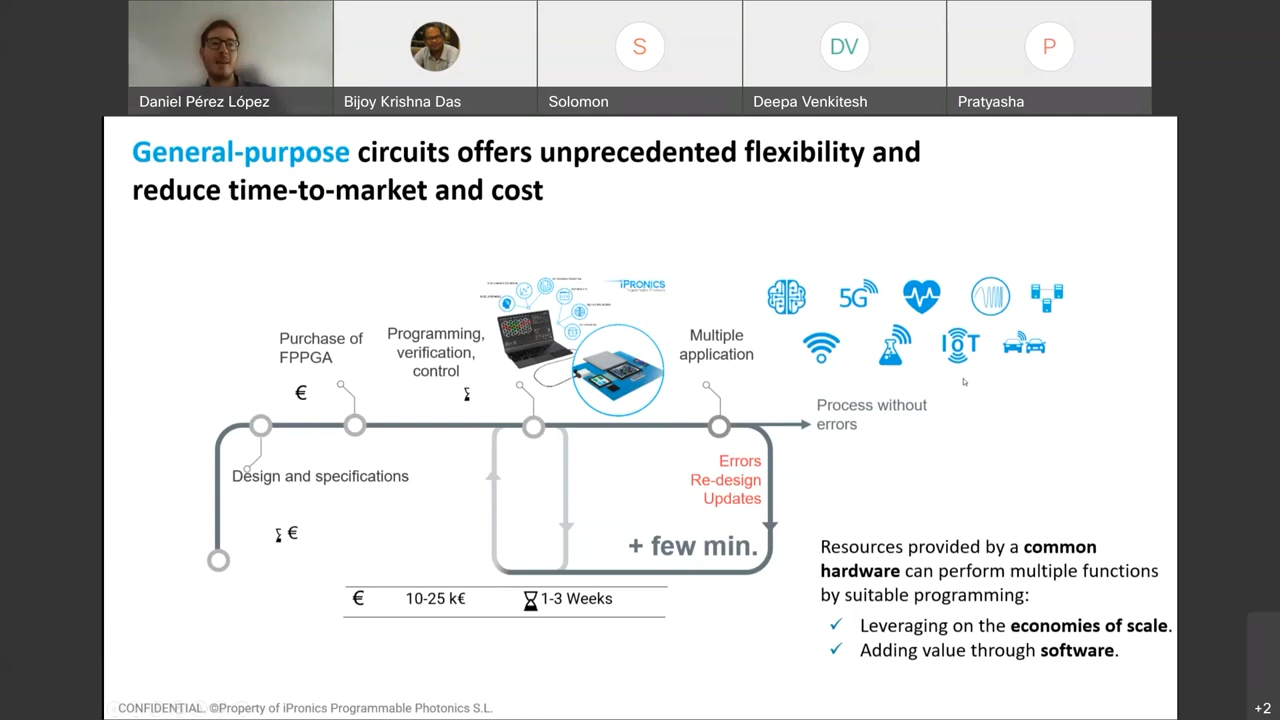 Daniel Pérez López
Bijoy Krishna Das
S
Solomon
DV
Deepa Venkitesh
P
Pratyasha
General-purpose circuits offers unprecedented flexibility and
reduce time-to-market and cost
iPRONICS
Programmable Photonics
Purchase of
FPPGA
€
Programming,
verification,
control
Multiple
application
5G
IOT
Process without
errors
Design and specifications
€
Errors
Re-design
Updates
+ few min.
€ 10-25 k€ 1-3 Weeks
Resources provided by a common
hardware can perform multiple functions
by suitable programming:
✓ Leveraging on the economies of scale.
✓ Adding value through software.
CONFIDENTIAL. ©Property of iPronics Programmable Photonics S.L.
+2